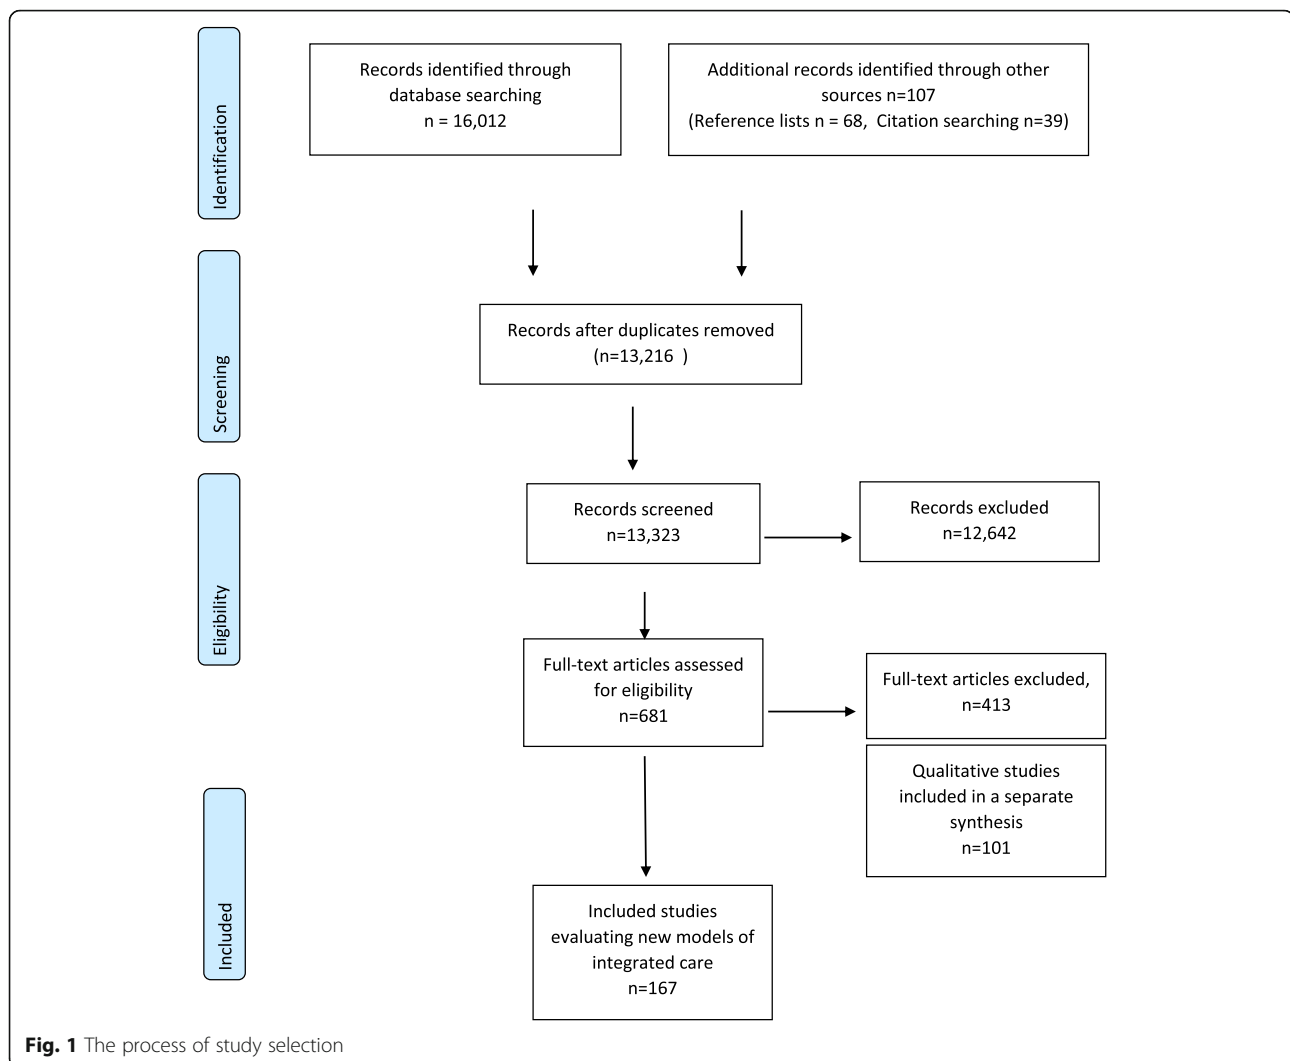 Identification
Records identified through
database searching
n = 16,012
Additional records identified through other
sources n=107
(Reference lists n = 68,  Citation searching n=39)
Screening
Records after duplicates removed
(n=13,216  )
Eligibility
Records screened
n=13,323
Records excluded
n=12,642
Full-text articles assessed
for eligibility
n=681
Full-text articles excluded,
n=413
Qualitative studies
included in a separate
synthesis
n=101
Included
Included studies
evaluating new models of
integrated care
n=167
Fig. 1 The process of study selection